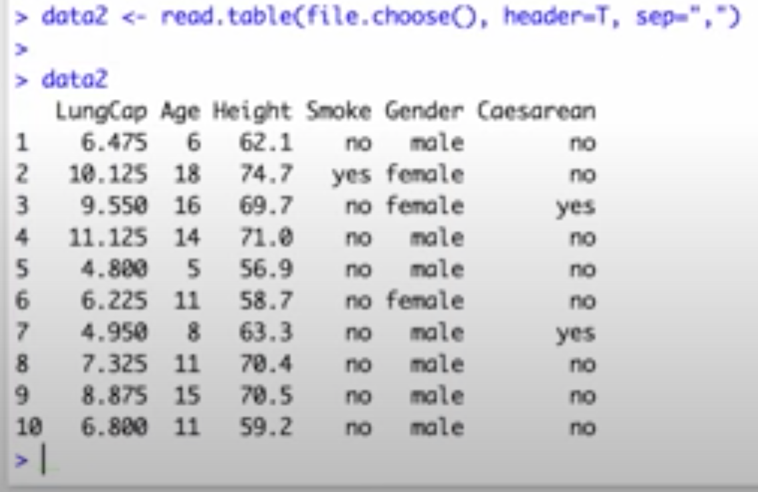 > data2 <- read.table(file.choose(), header=T, sep=",")
>
> data2
LungCap Age Height Smoke Gender Caesarean
1 6.475 6 62.1 no male no
2 10.125 18 74.7 yes female no
3 9.550 16 69.7 no female yes
4 11.125 14 71.0 no male no
5 4.800 5 56.9 no male no
6 6.225 11 58.7 no female no
7 4.950 8 63.3 no male yes
8 7.325 11 70.4 no male no
9 8.875 15 70.5 no male no
10 6.800 11 59.2 no male no
>